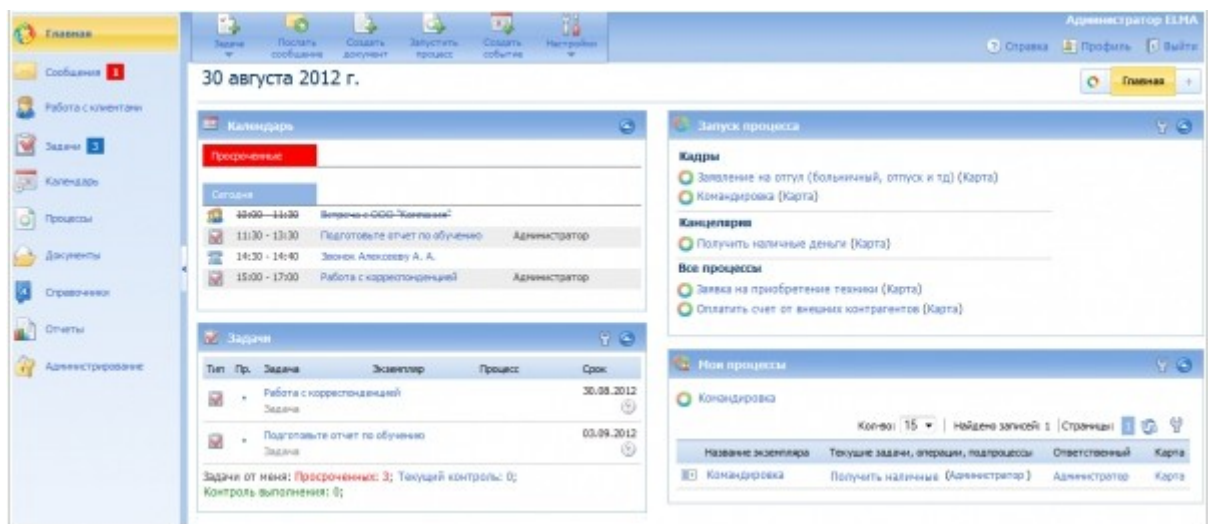 Главная
Сообщения 1
Работа с клиентами
Задачи 3
Календарь
Процессы
Документы
Справочники
Отчеты
Администрирование
Задачи
Послать сообщение
Создать документ
Запустить процесс
Создать событие
Настройки
Администратор ELMA
Справка Профиль Выйти
30 августа 2012 г.
Главная +
Календарь
Просроченные
Сегодня
10:00 - 11:30 Встреча с ООО "Компания"
11:30 - 13:30 Подготовьте отчет по обучению Администратор
14:30 - 14:40 Звонок Алексееву А. А.
15:00 - 17:00 Работа с корреспонденцией Администратор
Задачи
Тип Пр. Задача Экземпляр Процесс Срок
Работа с корреспонденцией 30.08.2012
Задача
Подготовьте отчет по обучению 03.09.2012
Задача
Задачи от меня: Просроченных: 3; Текущий контроль: 0;
Контроль выполнения: 0;
Запуск процесса
Кадры
Заявление на отгул (больничный, отпуск и тд) (Карта)
Командировка (Карта)
Канцелярия
Получить наличные деньги (Карта)
Все процессы
Заявка на приобретение техники (Карта)
Оплатить счет от внешних контрагентов (Карта)
Мои процессы
Командировка
Кол-во: 15 | Найдено записей: 1 | Страницы: 1
Название экземпляра Текущие задачи, операции, подпроцессы Ответственный Карта
Командировка Получить наличные (Администратор) Администратор Карта